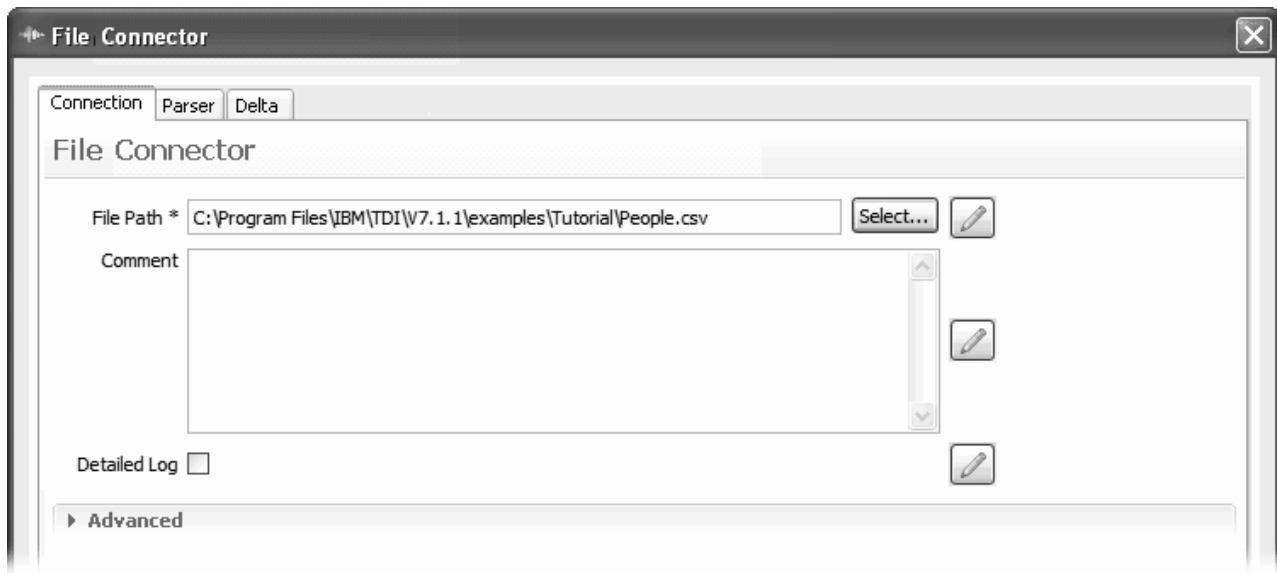 File Connector
Connection Parser Delta
File Connector
File Path * C:\Program Files\IBM\TDI\V7.1.1\examples\Tutorial\People.csv Select...
Comment
Detailed Log
Advanced